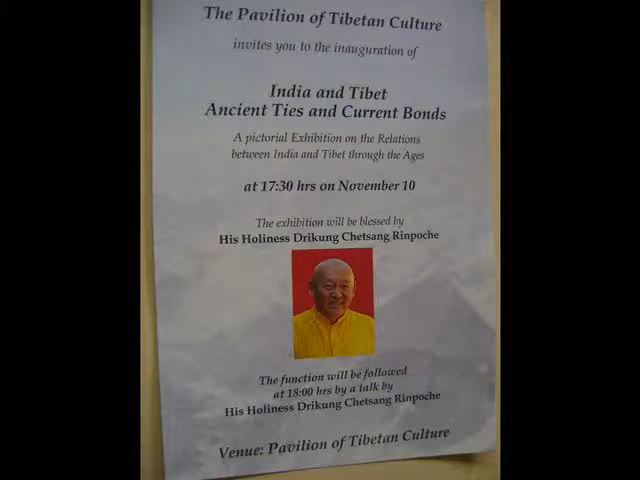 The Pavilion of Tibetan Culture
invites you to the inauguration of
India and Tibet
Ancient Ties and Current Bonds
A pictorial Exhibition on the Relations
between India and Tibet through the Ages
at 17:30 hrs on November 10
The exhibition will be blessed by
His Holiness Drikung Chetsang Rinpoche
The function will be followed
at 18:00 hrs by a talk by
His Holiness Drikung Chetsang Rinpoche
Venue: Pavilion of Tibetan Culture